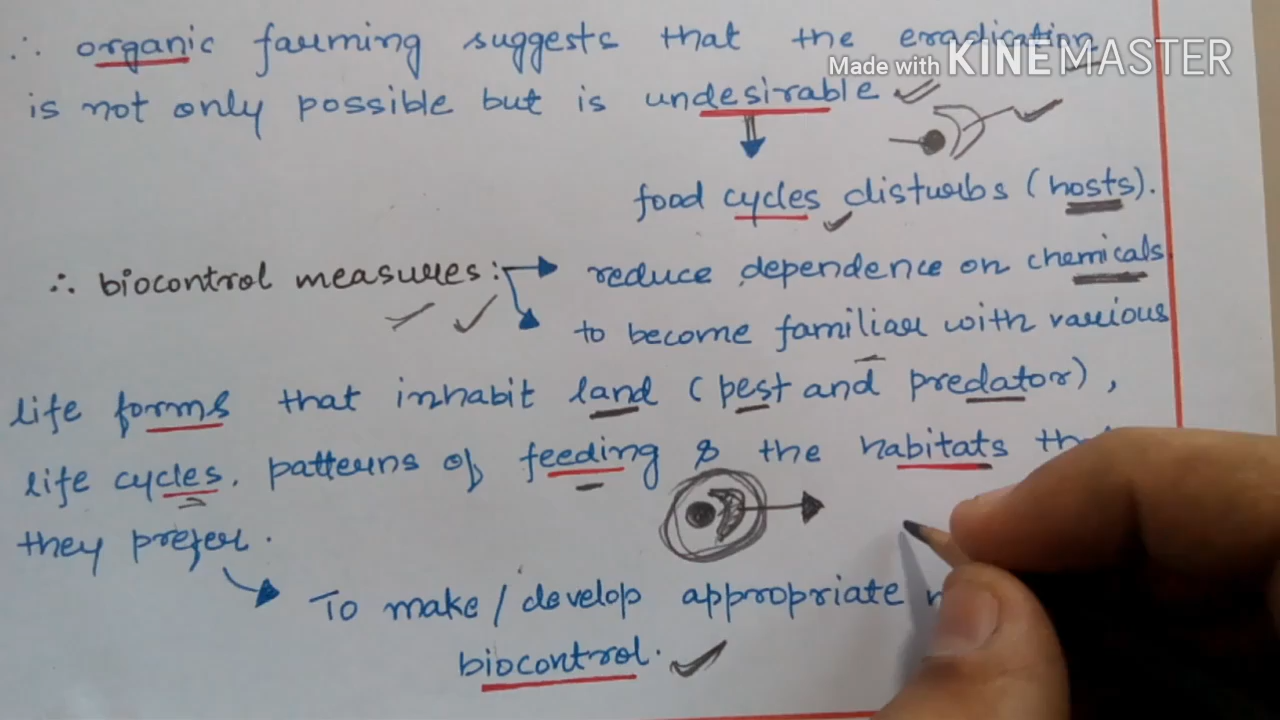 ∴ organic farming suggests that the eradication
Made with KINEMASTER
is not only possible but is undesirable
food cycles disturbs (hosts).
∴ biocontrol measures: reduce dependence on chemicals
to become familiar with various
life forms that inhabit land (pest and predator),
life cycles, patterns of feeding & the habitats
they prefer.
To make / develop appropriate
biocontrol.